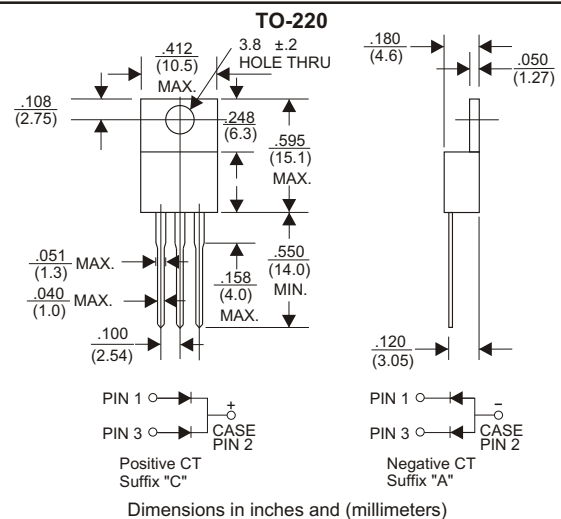 TO-220
.412
(10.5)
MAX.
3.8 ±.2
HOLE THRU
.180
(4.6)
.050
(1.27)
.108
(2.75)
.248
(6.3)
.595
(15.1)
MAX.
.051
(1.3) MAX.
.040
(1.0) MAX.
.158
(4.0)
MAX.
.550
(14.0)
MIN.
.100
(2.54)
.120
(3.05)
PIN 1
PIN 3
+
CASE
PIN 2
Positive CT
Suffix "C"
PIN 1
PIN 3
–
CASE
PIN 2
Negative CT
Suffix "A"
Dimensions in inches and (millimeters)